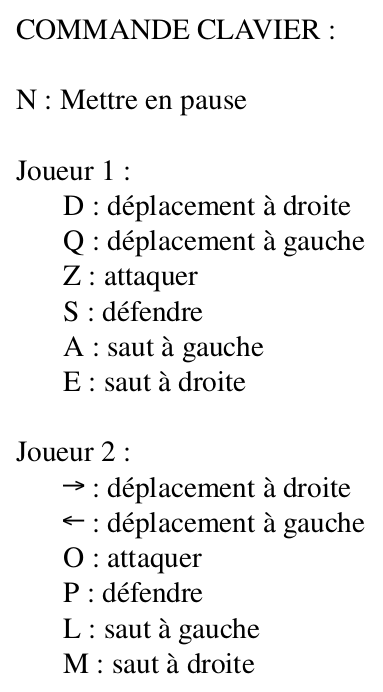 COMMANDE CLAVIER :
N : Mettre en pause
Joueur 1 :
D : déplacement à droite
Q : déplacement à gauche
Z : attaquer
S : défendre
A : saut à gauche
E : saut à droite
Joueur 2 :
→ : déplacement à droite
← : déplacement à gauche
O : attaquer
P : défendre
L : saut à gauche
M : saut à droite